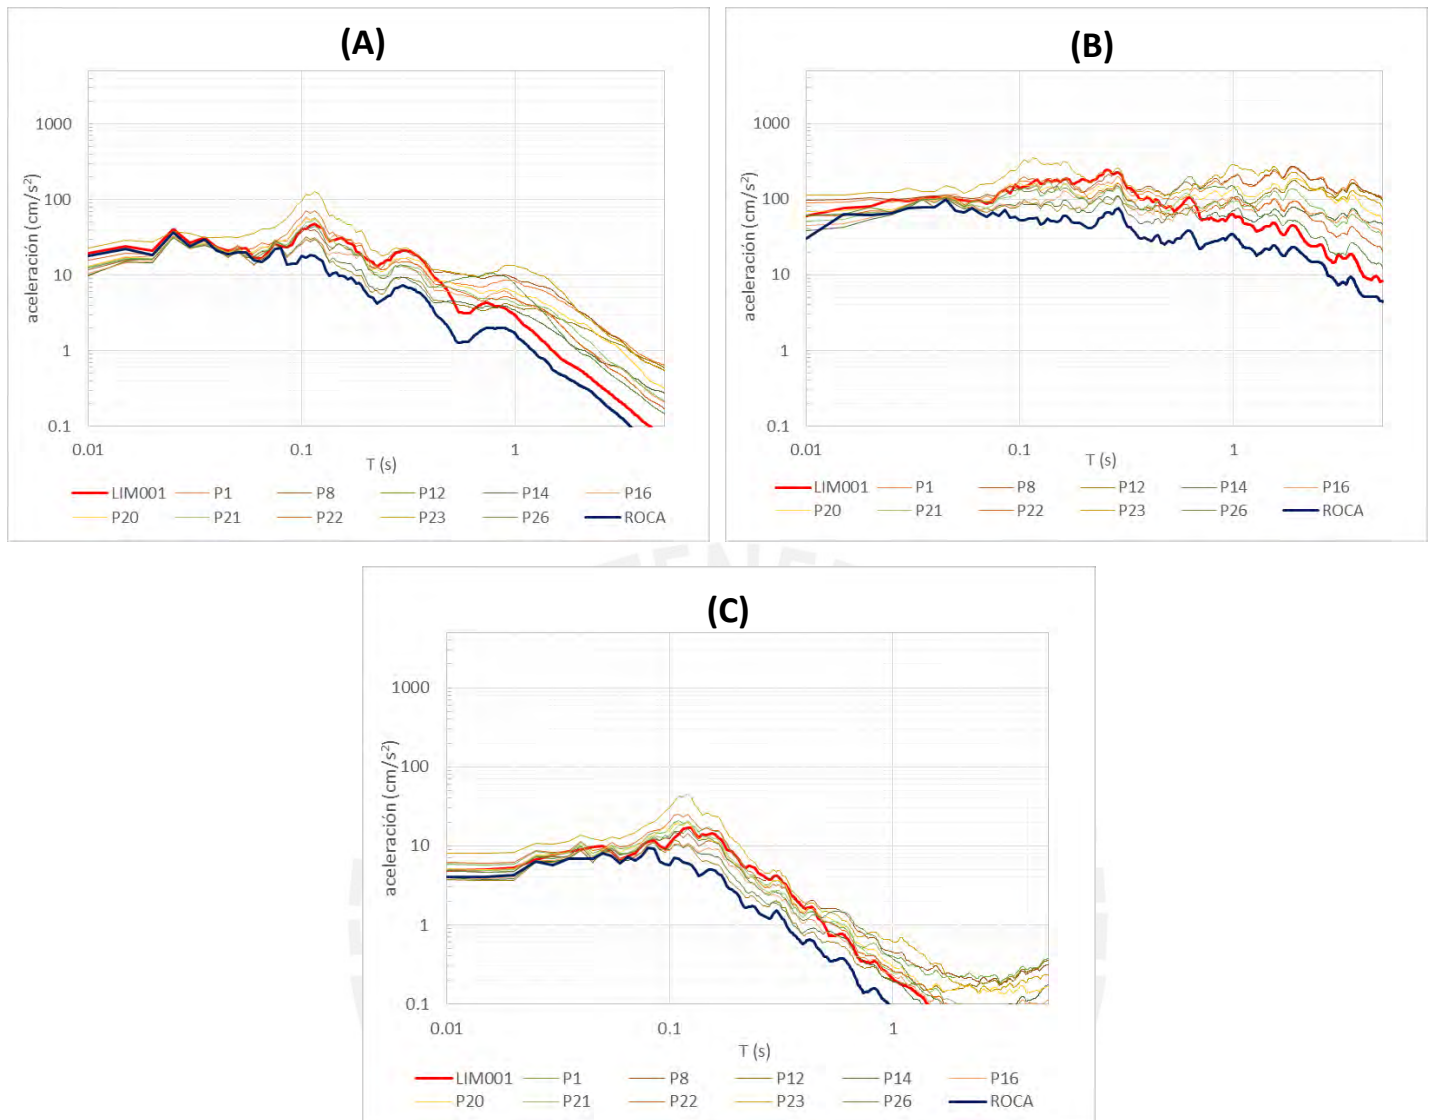 (A)
1000
100
10
1
0.1
aceleración (cm/s²)
0.01 0.1 1
T (s)
LIM001 P1 P8 P12 P14 P16
P20 P21 P22 P23 P26 ROCA
(B)
1000
100
10
1
0.1
aceleración (cm/s²)
0.01 0.1 1
T (s)
LIM001 P1 P8 P12 P14 P16
P20 P21 P22 P23 P26 ROCA
TENE
(C)
1000
100
10
1
0.1
aceleración (cm/s²)
0.01 0.1 1
T (s)
LIM001 P1 P8 P12 P14 P16
P20 P21 P22 P23 P26 ROCA